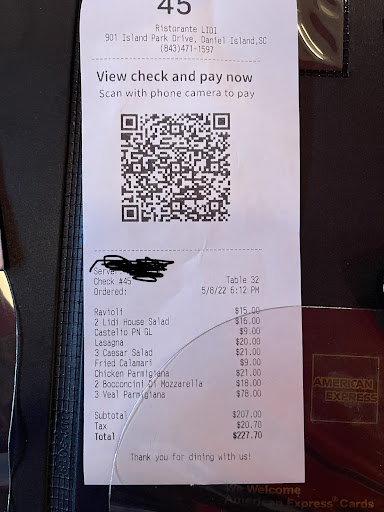 45
Ristorante LIDI
901 Island Park Drive, Daniel Island,SC
(843)471-1597
View check and pay now
Scan with phone camera to pay
Server:
Check #45 Table 32
Ordered: 5/8/22 6:12 PM
Ravioli $15.00
2 Lidi House Salad $16.00
Castello PN GL $9.00
Lasagna $20.00
3 Caesar Salad $21.00
Fried Calamari $9.00
Chicken Parmigiana $21.00
2 Bocconcini Di Mozzarella $18.00
3 Veal Parmigiana $78.00
Subtotal $207.00
Tax $20.70
Total $227.70
Thank you for dining with us!
AMERICAN
EXPRESS
We Welcome
American Express® Cards